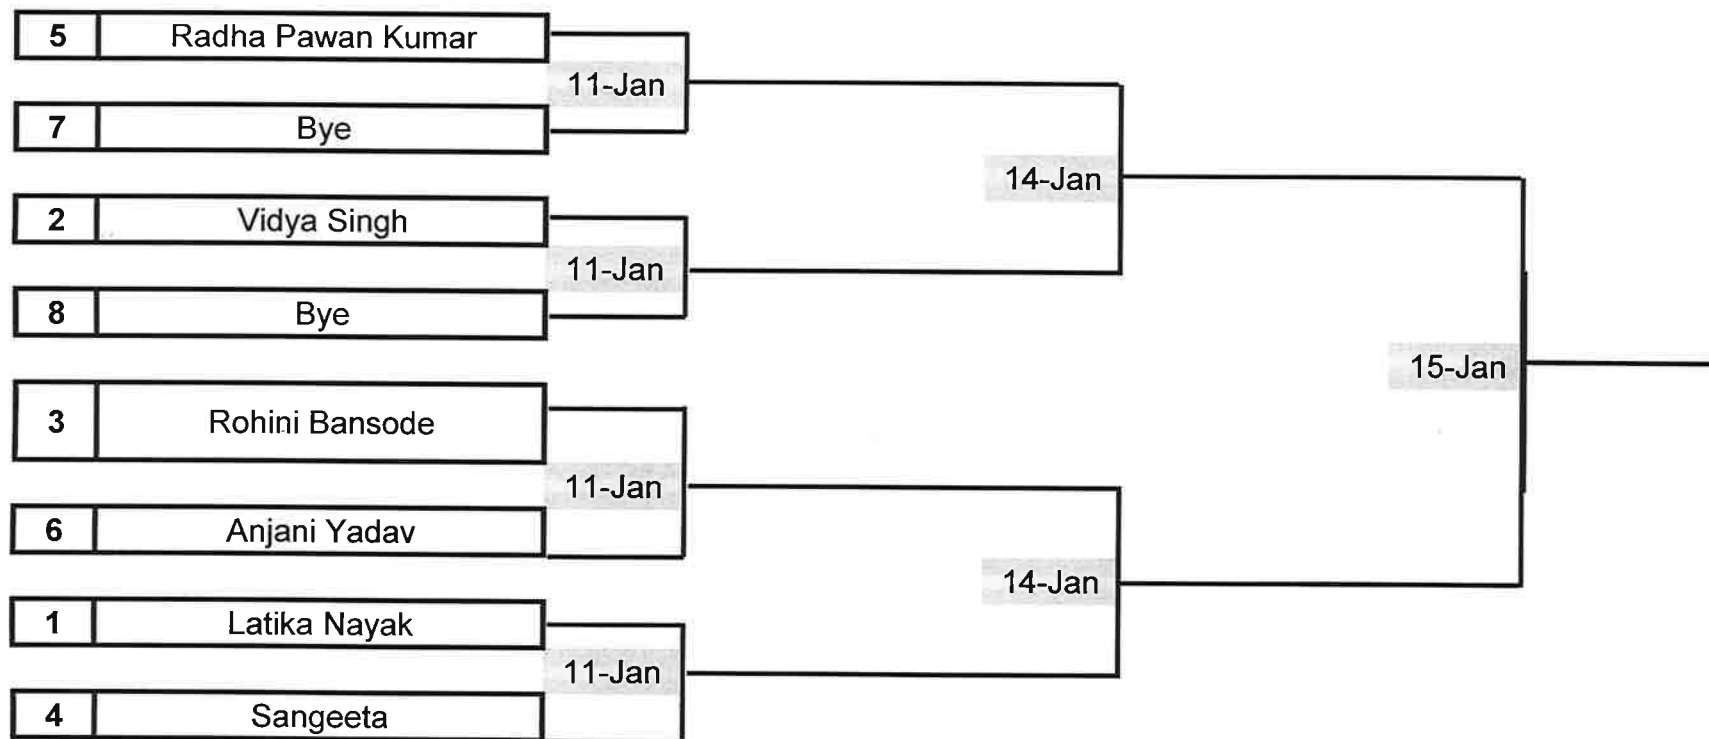 5 Radha Pawan Kumar
11-Jan
7 Bye
14-Jan
2 Vidya Singh
11-Jan
8 Bye
15-Jan
3 Rohini Bansode
11-Jan
6 Anjani Yadav
14-Jan
1 Latika Nayak
11-Jan
4 Sangeeta